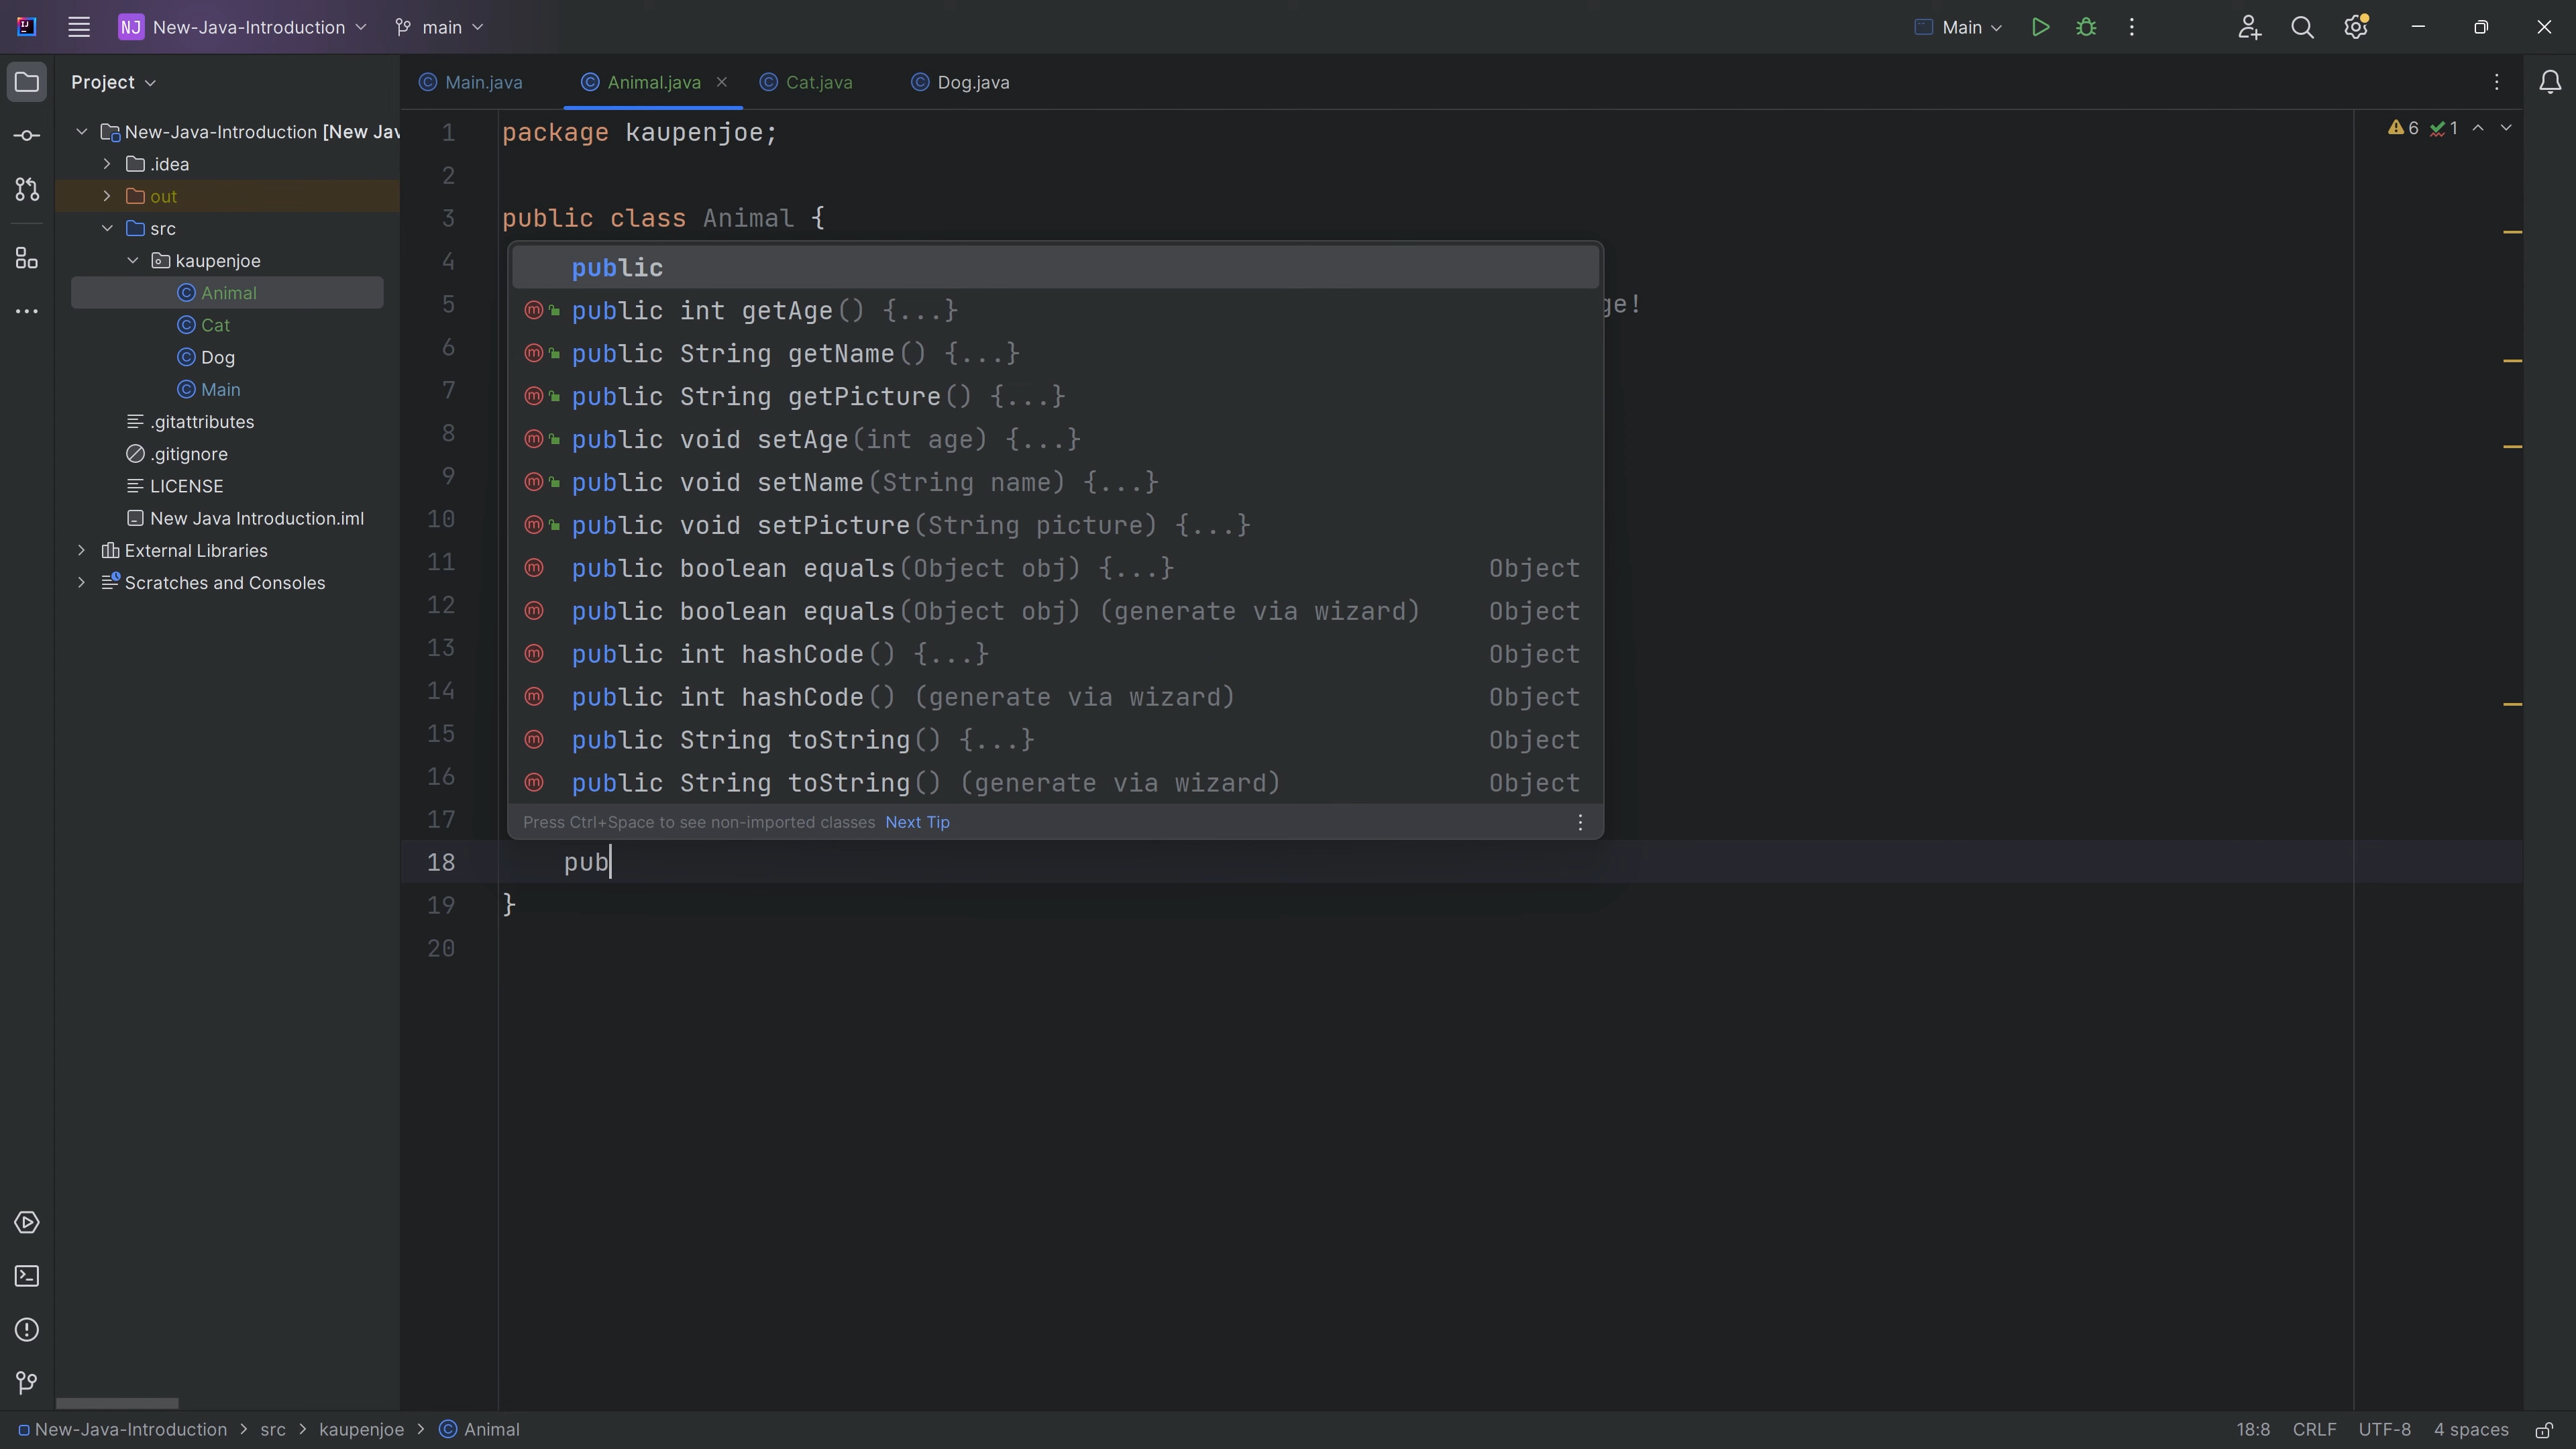 NJ New-Java-Introduction main Main
Project
Main.java Animal.java Cat.java Dog.java
New-Java-Introduction [New Jav
.idea
out
src
kaupenjoe
Animal
Cat
Dog
Main
.gitattributes
.gitignore
LICENSE
New Java Introduction.iml
External Libraries
Scratches and Consoles
6 1
1 package kaupenjoe;
2
3 public class Animal {
4
5 ge!
6
7
8
9
10
11
12
13
14
15
16
17
public
public int getAge() {...}
public String getName() {...}
public String getPicture() {...}
public void setAge(int age) {...}
public void setName(String name) {...}
public void setPicture(String picture) {...}
public boolean equals(Object obj) {...} Object
public boolean equals(Object obj) (generate via wizard) Object
public int hashCode() {...} Object
public int hashCode() (generate via wizard) Object
public String toString() {...} Object
public String toString() (generate via wizard) Object
Press Ctrl+Space to see non-imported classes Next Tip
18 pub
19 }
20
New-Java-Introduction > src > kaupenjoe > Animal
18:8 CRLF UTF-8 4 spaces